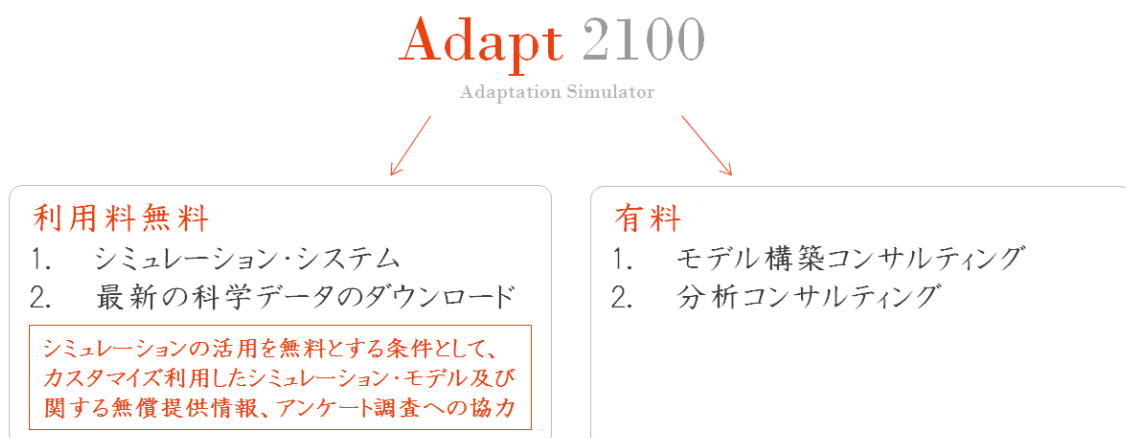 Adapt 2100
Adaptation Simulator
利用料無料
1. シミュレーション・システム
2. 最新の科学データのダウンロード
シミュレーションの活用を無料とする条件として、
カスタマイズ利用したシミュレーション・モデル及び
関する無償提供情報、アンケート調査への協力
有料
1. モデル構築コンサルティング
2. 分析コンサルティング